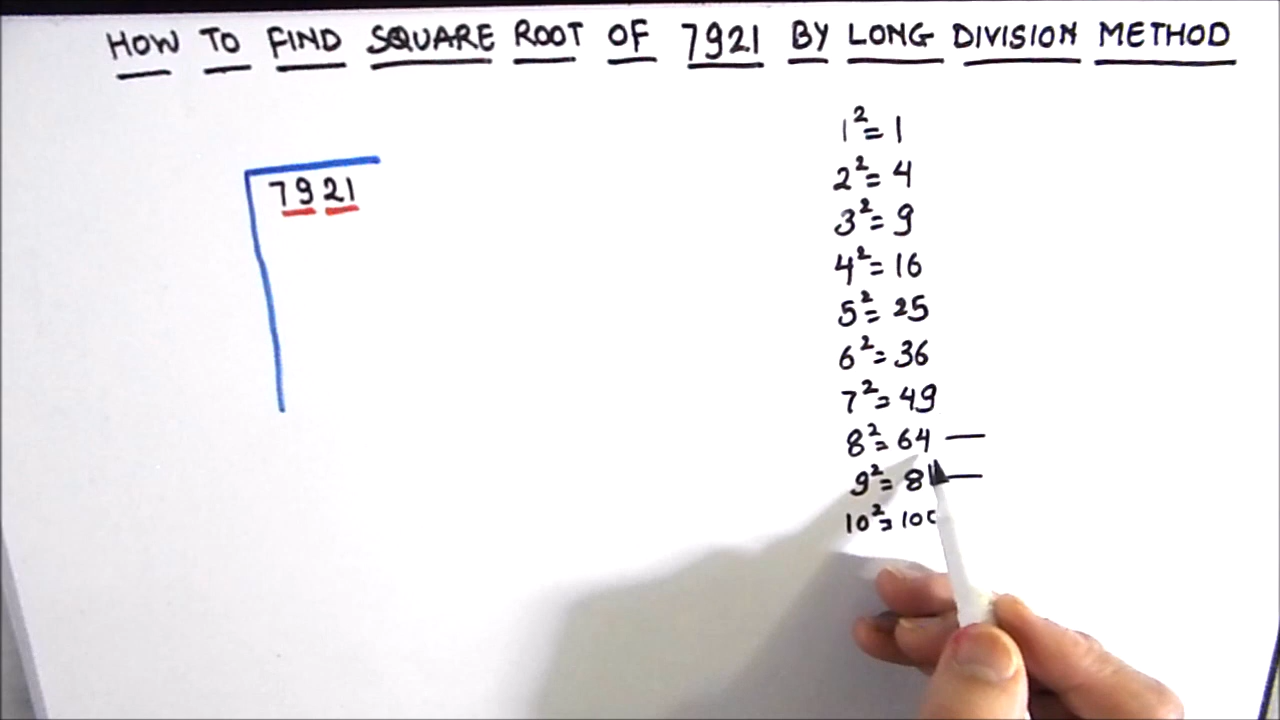 HOW TO FIND SQUARE ROOT OF 7921 BY LONG DIVISION METHOD
7921
1² = 1
2² = 4
3² = 9
4² = 16
5² = 25
6² = 36
7² = 49
8² = 64 —
9² = 81 —
10² = 100